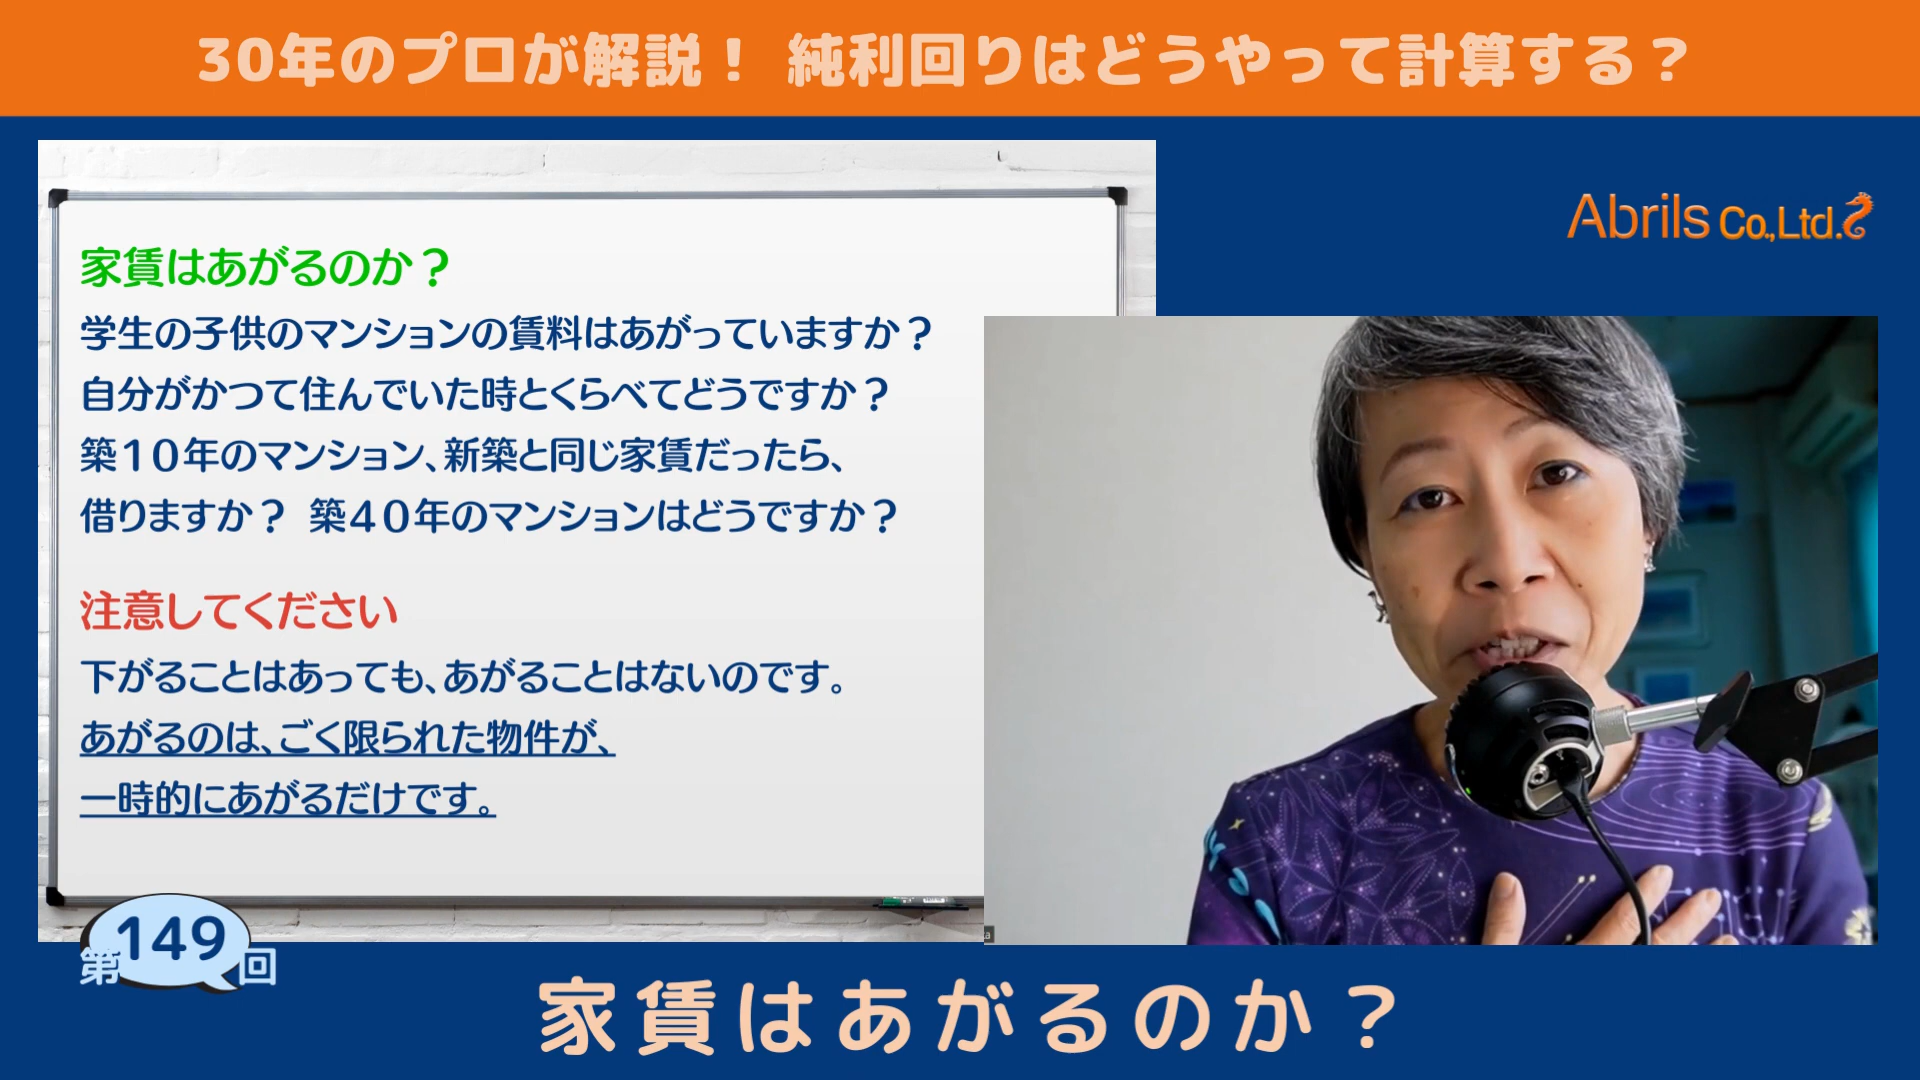 30年のプロが解説！ 純利回りはどうやって計算する？
Abrils Co.,Ltd.
家賃はあがるのか？
学生の子供のマンションの賃料はあがっていますか？
自分がかつて住んでいた時とくらべてどうですか？
築１０年のマンション、新築と同じ家賃だったら、
借りますか？ 築４０年のマンションはどうですか？
注意してください
下がることはあっても、あがることはないのです。
あがるのは、ごく限られた物件が、
一時的にあがるだけです。
第149回
家賃はあがるのか？